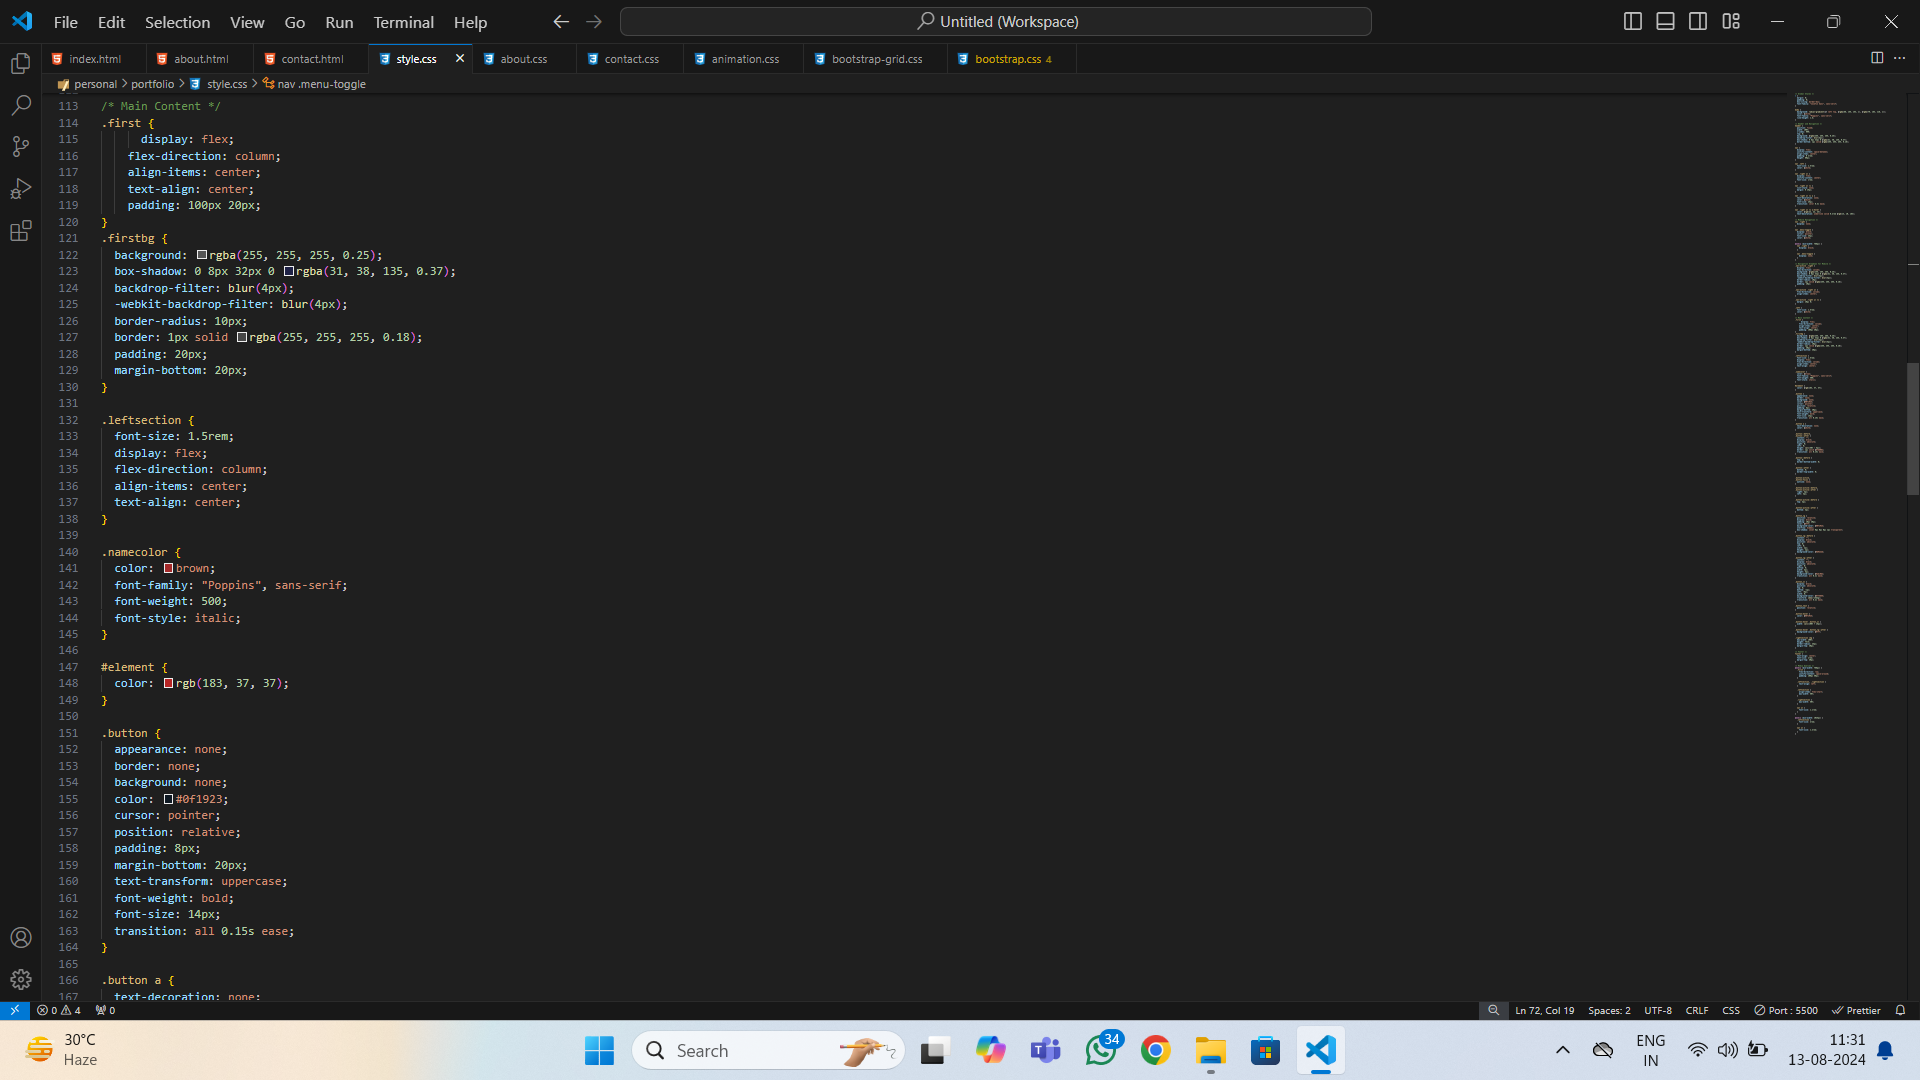 File Edit Selection View Go Run Terminal Help
Untitled (Workspace)
index.html about.html contact.html style.css about.css contact.css animation.css bootstrap-grid.css bootstrap.css 4
personal > portfolio > style.css > nav .menu-toggle
113 /* Main Content */
114 .first {
115 display: flex;
116 flex-direction: column;
117 align-items: center;
118 text-align: center;
119 padding: 100px 20px;
120 }
121 .firstbg {
122 background: rgba(255, 255, 255, 0.25);
123 box-shadow: 0 8px 32px 0 rgba(31, 38, 135, 0.37);
124 backdrop-filter: blur(4px);
125 -webkit-backdrop-filter: blur(4px);
126 border-radius: 10px;
127 border: 1px solid rgba(255, 255, 255, 0.18);
128 padding: 20px;
129 margin-bottom: 20px;
130 }
131
132 .leftsection {
133 font-size: 1.5rem;
134 display: flex;
135 flex-direction: column;
136 align-items: center;
137 text-align: center;
138 }
139
140 .namecolor {
141 color: brown;
142 font-family: "Poppins", sans-serif;
143 font-weight: 500;
144 font-style: italic;
145 }
146
147 #element {
148 color: rgb(183, 37, 37);
149 }
150
151 .button {
152 appearance: none;
153 border: none;
154 background: none;
155 color: #0f1923;
156 cursor: pointer;
157 position: relative;
158 padding: 8px;
159 margin-bottom: 20px;
160 text-transform: uppercase;
161 font-weight: bold;
162 font-size: 14px;
163 transition: all 0.15s ease;
164 }
165
166 .button a {
167 text-decoration: none;
0 4 0
Ln 72, Col 19 Spaces: 2 UTF-8 CRLF CSS Port : 5500 Prettier
30°C
Haze
Search
34
ENG
IN
11:31
13-08-2024